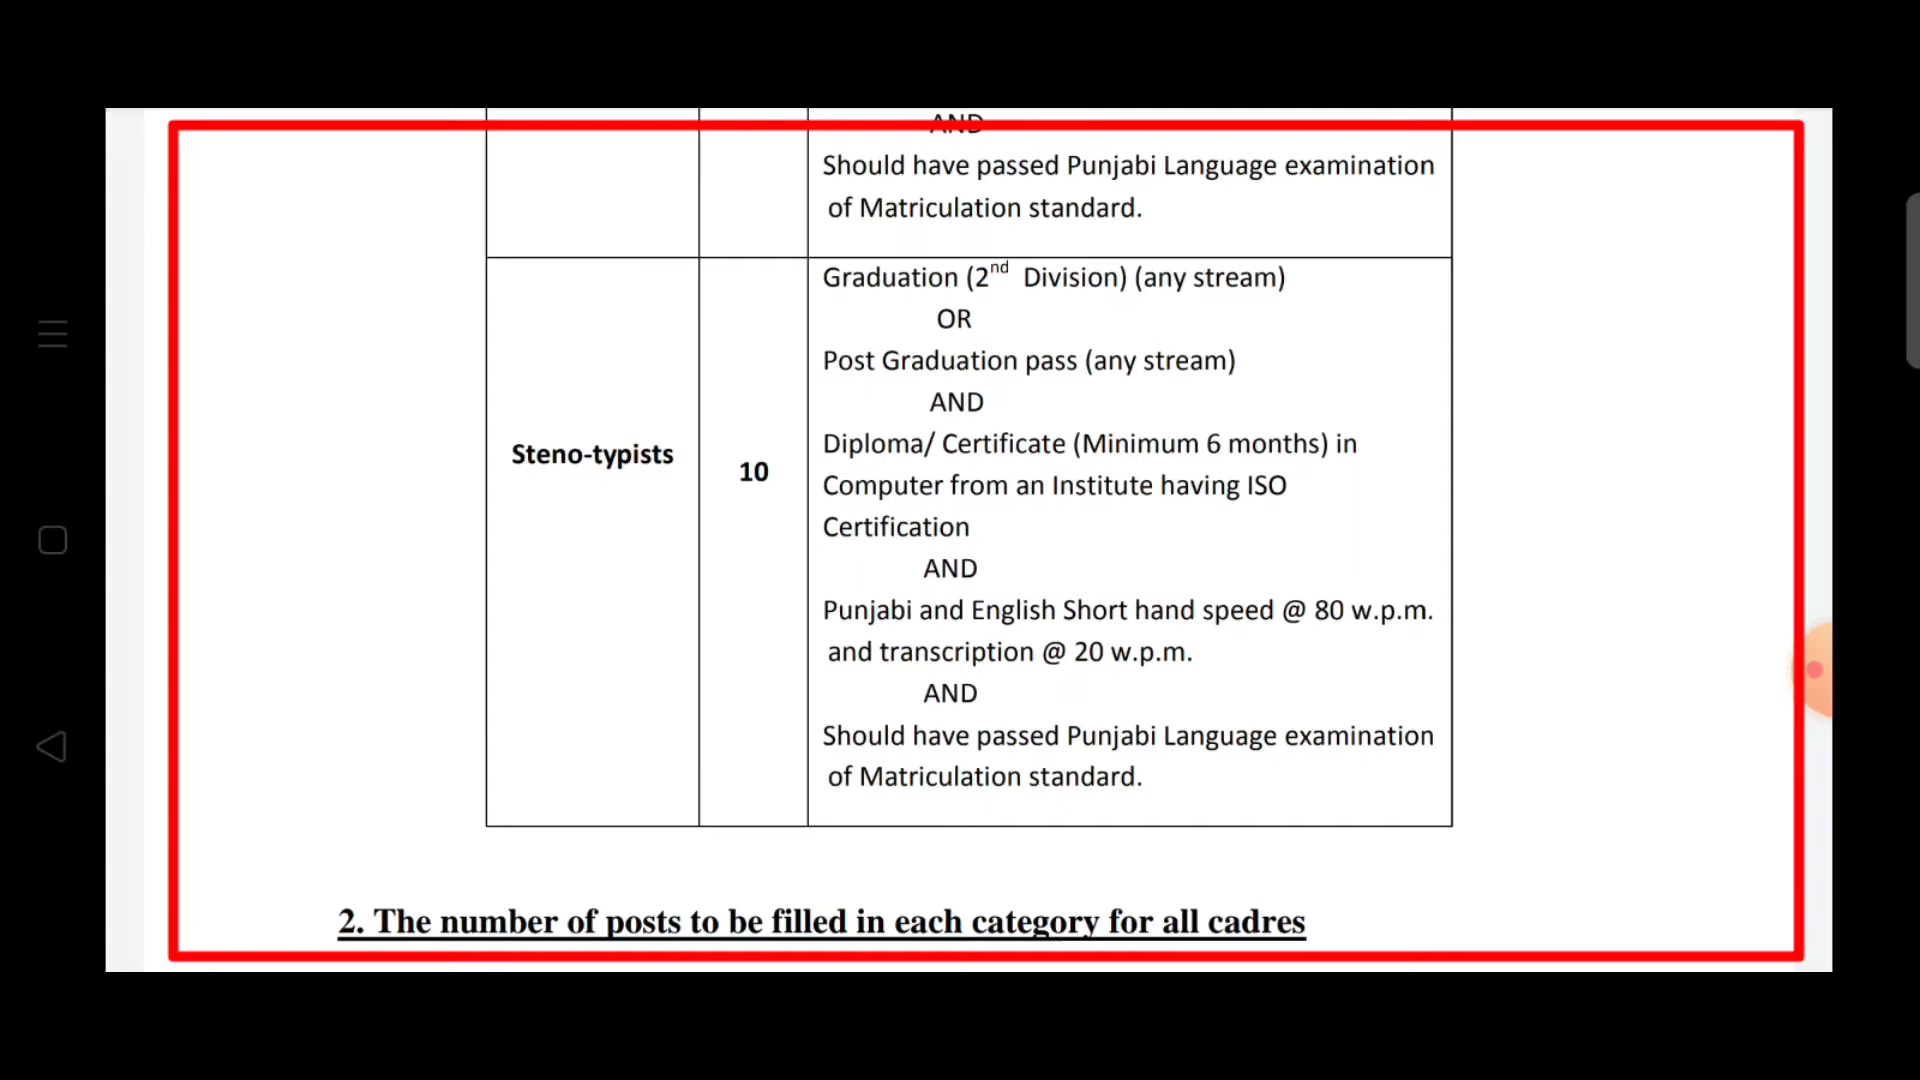 AND
Should have passed Punjabi Language examination
of Matriculation standard.
Graduation (2nd Division) (any stream)
OR
Post Graduation pass (any stream)
AND
Diploma/ Certificate (Minimum 6 months) in
Steno-typists
10
Computer from an Institute having ISO
Certification
AND
Punjabi and English Short hand speed @ 80 w.p.m.
and transcription @ 20 w.p.m.
AND
Should have passed Punjabi Language examination
of Matriculation standard.
2. The number of posts to be filled in each category for all cadres